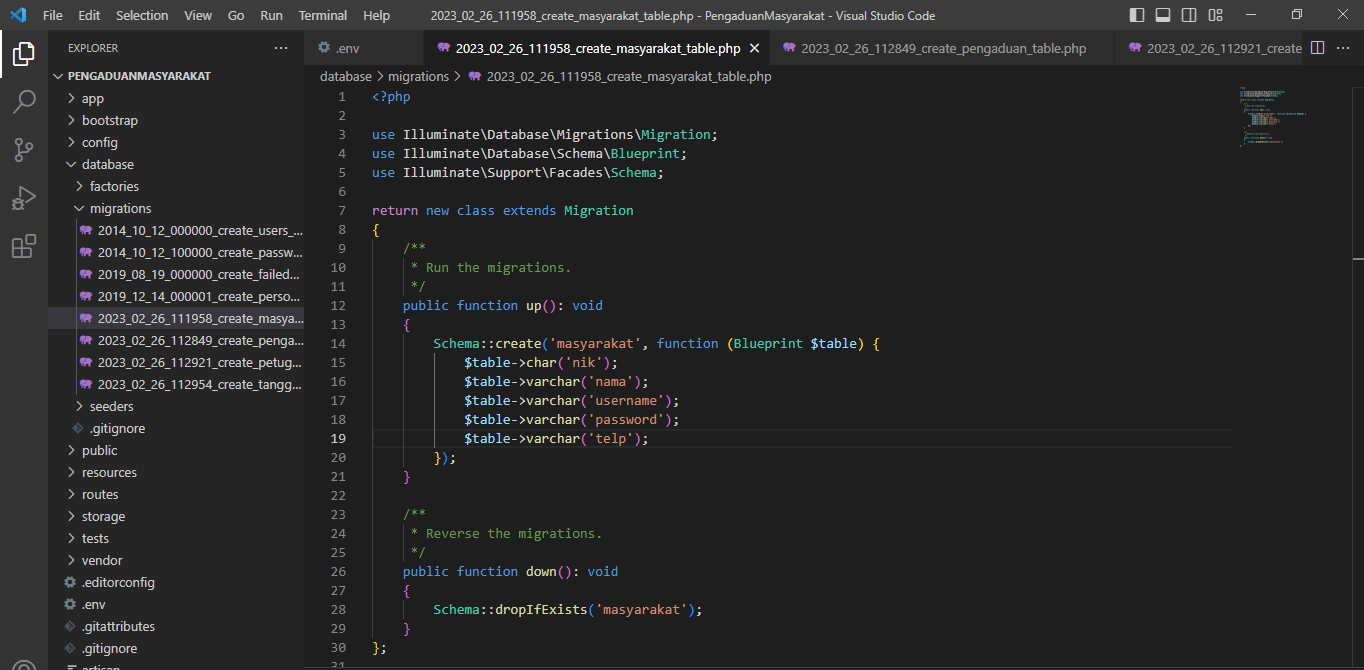 File Edit Selection View Go Run Terminal Help 2023_02_26_111958_create_masyarakat_table.php - PengaduanMasyarakat - Visual Studio Code
EXPLORER
.env 2023_02_26_111958_create_masyarakat_table.php 2023_02_26_112849_create_pengaduan_table.php 2023_02_26_112921_create
PENGADUANMASYARAKAT
app
bootstrap
config
database
factories
migrations
2014_10_12_000000_create_users_...
2014_10_12_100000_create_passw...
2019_08_19_000000_create_failed...
2019_12_14_000001_create_perso...
2023_02_26_111958_create_masya...
2023_02_26_112849_create_penga...
2023_02_26_112921_create_petug...
2023_02_26_112954_create_tangg...
seeders
.gitignore
public
resources
routes
storage
tests
vendor
.editorconfig
.env
.gitattributes
.gitignore
artisan
database > migrations > 2023_02_26_111958_create_masyarakat_table.php
1 <?php
2
3 use Illuminate\Database\Migrations\Migration;
4 use Illuminate\Database\Schema\Blueprint;
5 use Illuminate\Support\Facades\Schema;
6
7 return new class extends Migration
8 {
9 /**
10 * Run the migrations.
11 */
12 public function up(): void
13 {
14 Schema::create('masyarakat', function (Blueprint $table) {
15 $table->char('nik');
16 $table->varchar('nama');
17 $table->varchar('username');
18 $table->varchar('password');
19 $table->varchar('telp');
20 });
21 }
22
23 /**
24 * Reverse the migrations.
25 */
26 public function down(): void
27 {
28 Schema::dropIfExists('masyarakat');
29 }
30 };
31